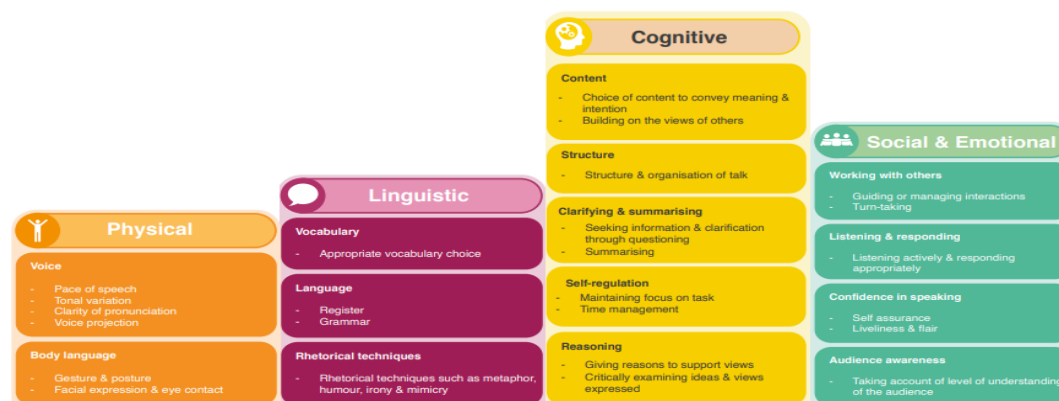 Physical
Voice
- Pace of speech
- Tonal variation
- Clarity of pronunciation
- Voice projection
Body language
- Gesture & posture
- Facial expression & eye contact
Linguistic
Vocabulary
- Appropriate vocabulary choice
Language
- Register
- Grammar
Rhetorical techniques
- Rhetorical techniques such as metaphor,
humour, irony & mimicry
Cognitive
Content
- Choice of content to convey meaning &
intention
- Building on the views of others
Structure
- Structure & organisation of talk
Clarifying & summarising
- Seeking information & clarification
through questioning
- Summarising
Self-regulation
- Maintaining focus on task
- Time management
Reasoning
- Giving reasons to support views
- Critically examining ideas & views
expressed
Social & Emotional
Working with others
- Guiding or managing interactions
- Turn-taking
Listening & responding
- Listening actively & responding
appropriately
Confidence in speaking
- Self assurance
- Liveliness & flair
Audience awareness
- Taking account of level of understanding
of the audience